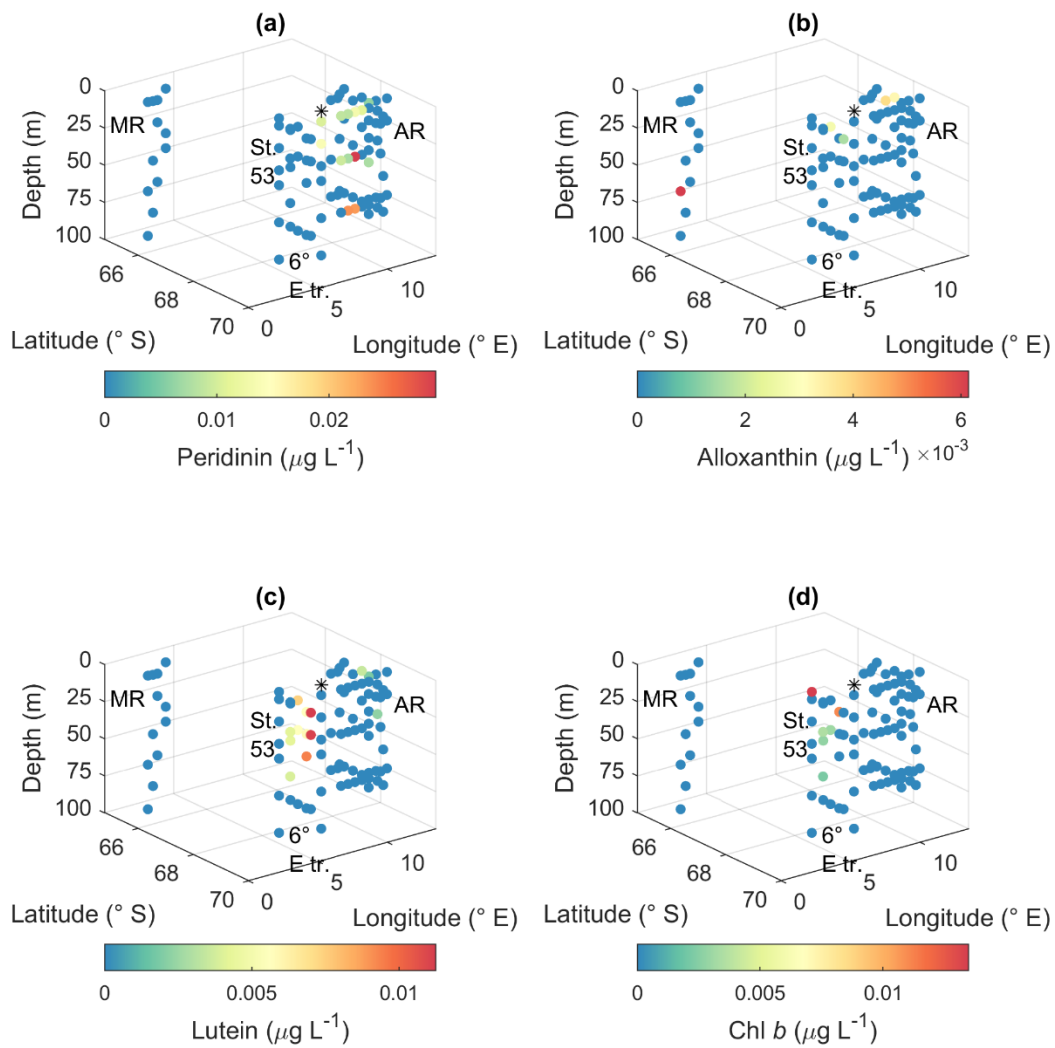 (a)
0
25
50
75
100
Depth (m)
MR
St.
53
AR
6°
E tr.
66
68
70
0
5
10
Latitude (° S)
Longitude (° E)
0
0.01
0.02
Peridinin (μg L⁻¹)
(b)
0
25
50
75
100
Depth (m)
MR
St.
53
AR
6°
E tr.
66
68
70
0
5
10
Latitude (° S)
Longitude (° E)
0
2
4
6
Alloxanthin (μg L⁻¹) ×10⁻³
(c)
0
25
50
75
100
Depth (m)
MR
St.
53
AR
6°
E tr.
66
68
70
0
5
10
Latitude (° S)
Longitude (° E)
0
0.005
0.01
Lutein (μg L⁻¹)
(d)
0
25
50
75
100
Depth (m)
MR
St.
53
AR
6°
E tr.
66
68
70
0
5
10
Latitude (° S)
Longitude (° E)
0
0.005
0.01
Chl b (μg L⁻¹)